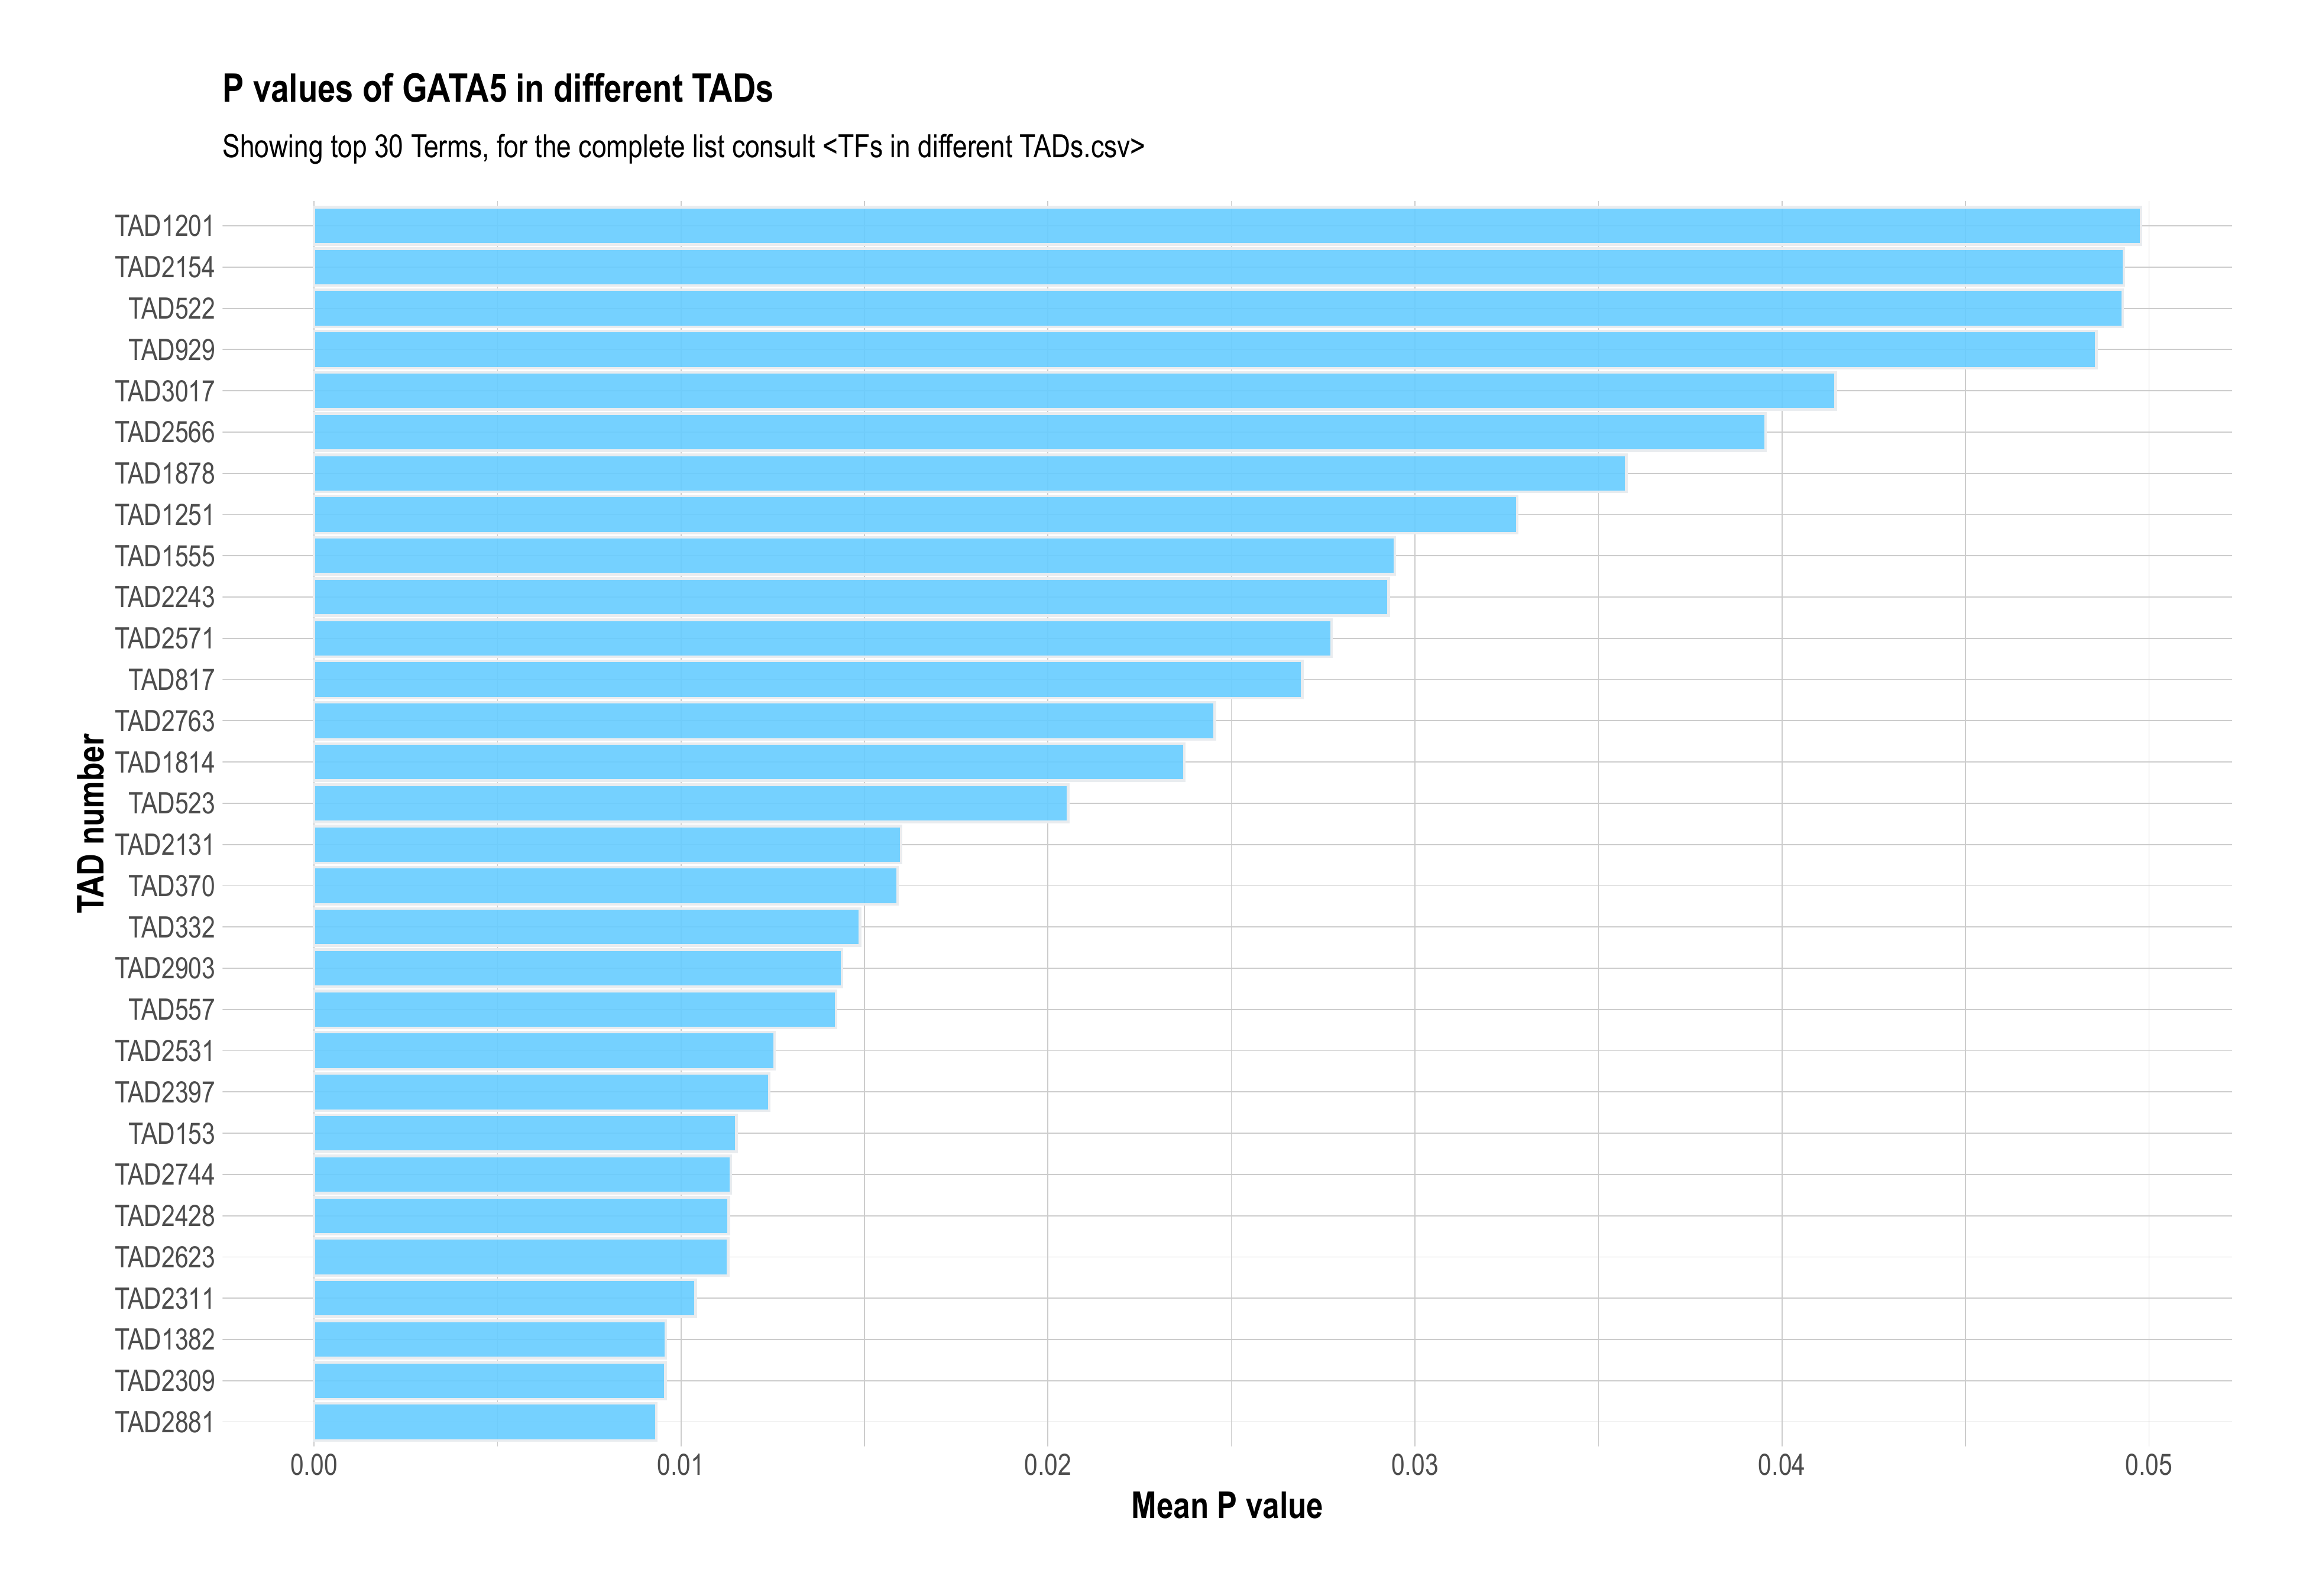 P values of GATA5 in different TADs
Showing top 30 Terms, for the complete list consult <TFs in different TADs.csv>
TAD number
TAD1201
TAD2154
TAD522
TAD929
TAD3017
TAD2566
TAD1878
TAD1251
TAD1555
TAD2243
TAD2571
TAD817
TAD2763
TAD1814
TAD523
TAD2131
TAD370
TAD332
TAD2903
TAD557
TAD2531
TAD2397
TAD153
TAD2744
TAD2428
TAD2623
TAD2311
TAD1382
TAD2309
TAD2881
0.00 0.01 0.02 0.03 0.04 0.05
Mean P value